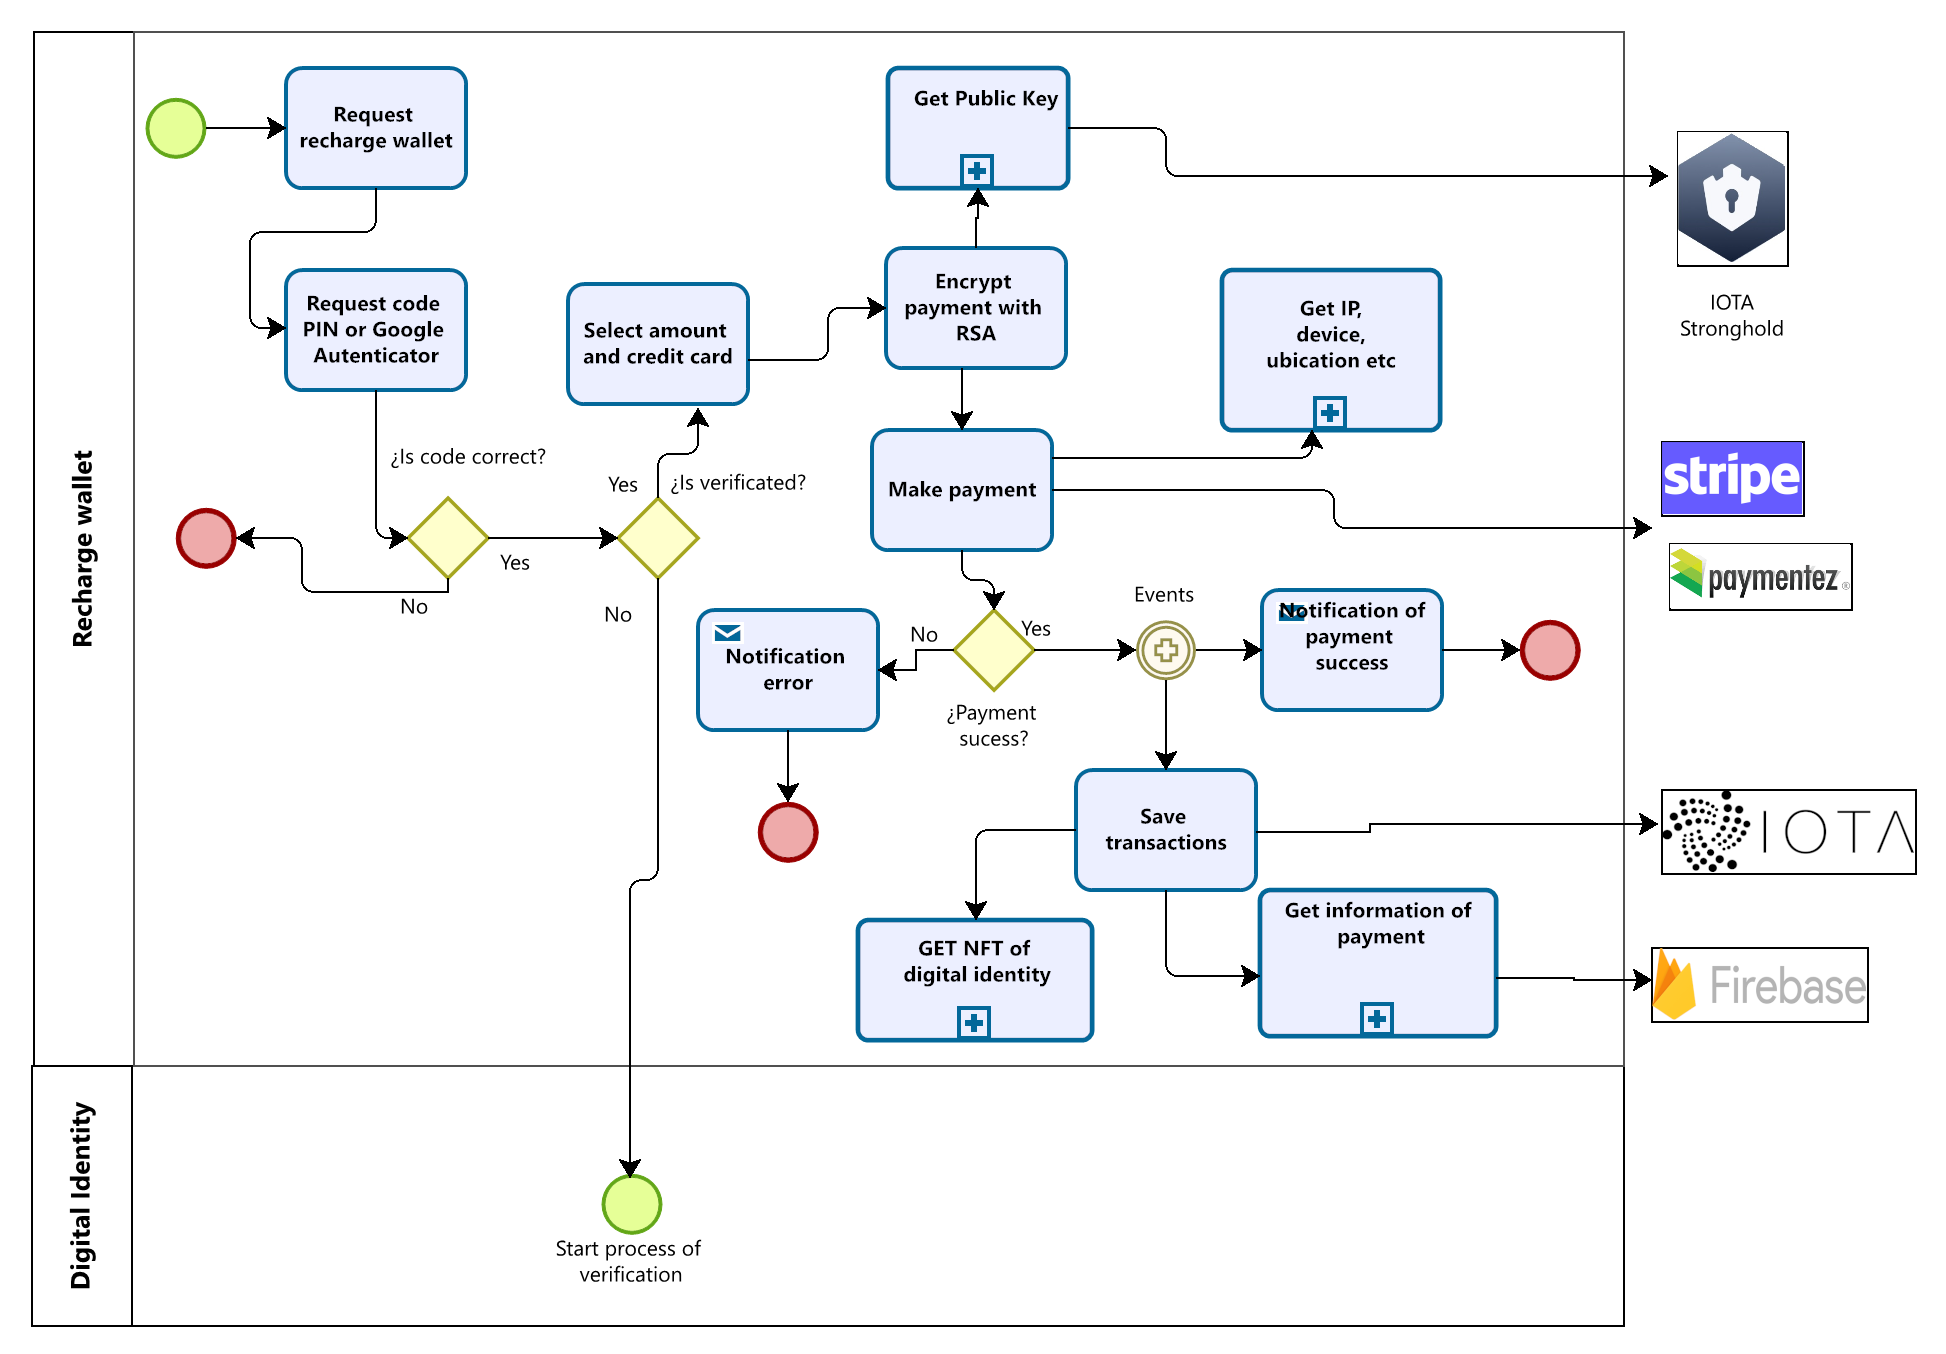 Recharge wallet
Request
recharge wallet
Get Public Key
IOTA
Stronghold
Request code
PIN or Google
Autenticator
Select amount
and credit card
Encrypt
payment with
RSA
Get IP,
device,
ubication etc
¿Is code correct?
Yes
¿Is verificated?
Make payment
stripe
Yes
No
No
paymentez®
Events
Notification
error
No
Yes
¿Payment
sucess?
Notification of
payment
success
Save
transactions
IOTA
GET NFT of
digital identity
Get information of
payment
Firebase
Digital Identity
Start process of
verification